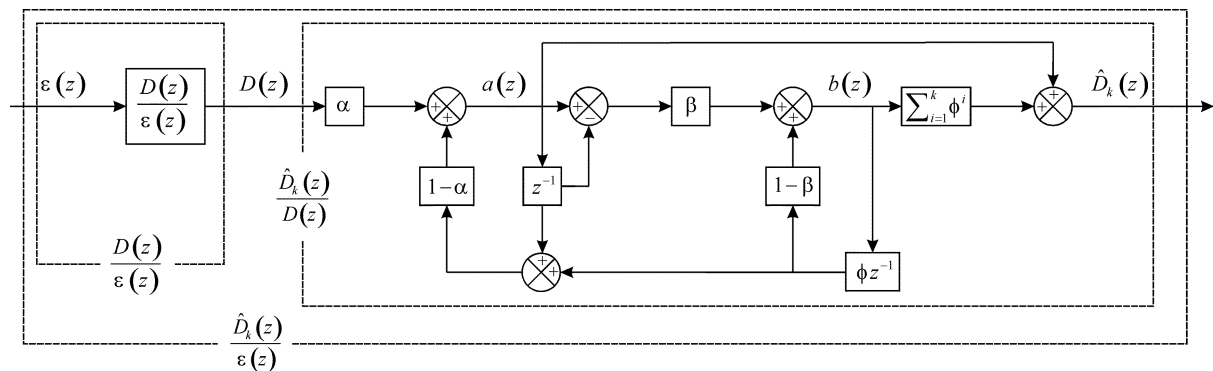 ε(z)
D(z)
ε(z)
D(z)
α
+
+
a(z)
−
β
+
+
b(z)
∑_{i=1}^{k} ϕ^i
+
+
D̂_k(z)
1−α
z^{−1}
1−β
D̂_k(z)
D(z)
+
+
ϕz^{−1}
D(z)
ε(z)
D̂_k(z)
ε(z)